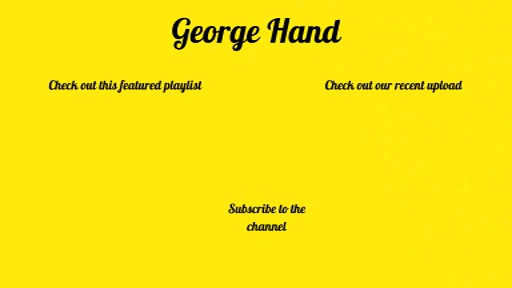 George Hand
Check out this featured playlist
Check out our recent upload
Subscribe to the
channel